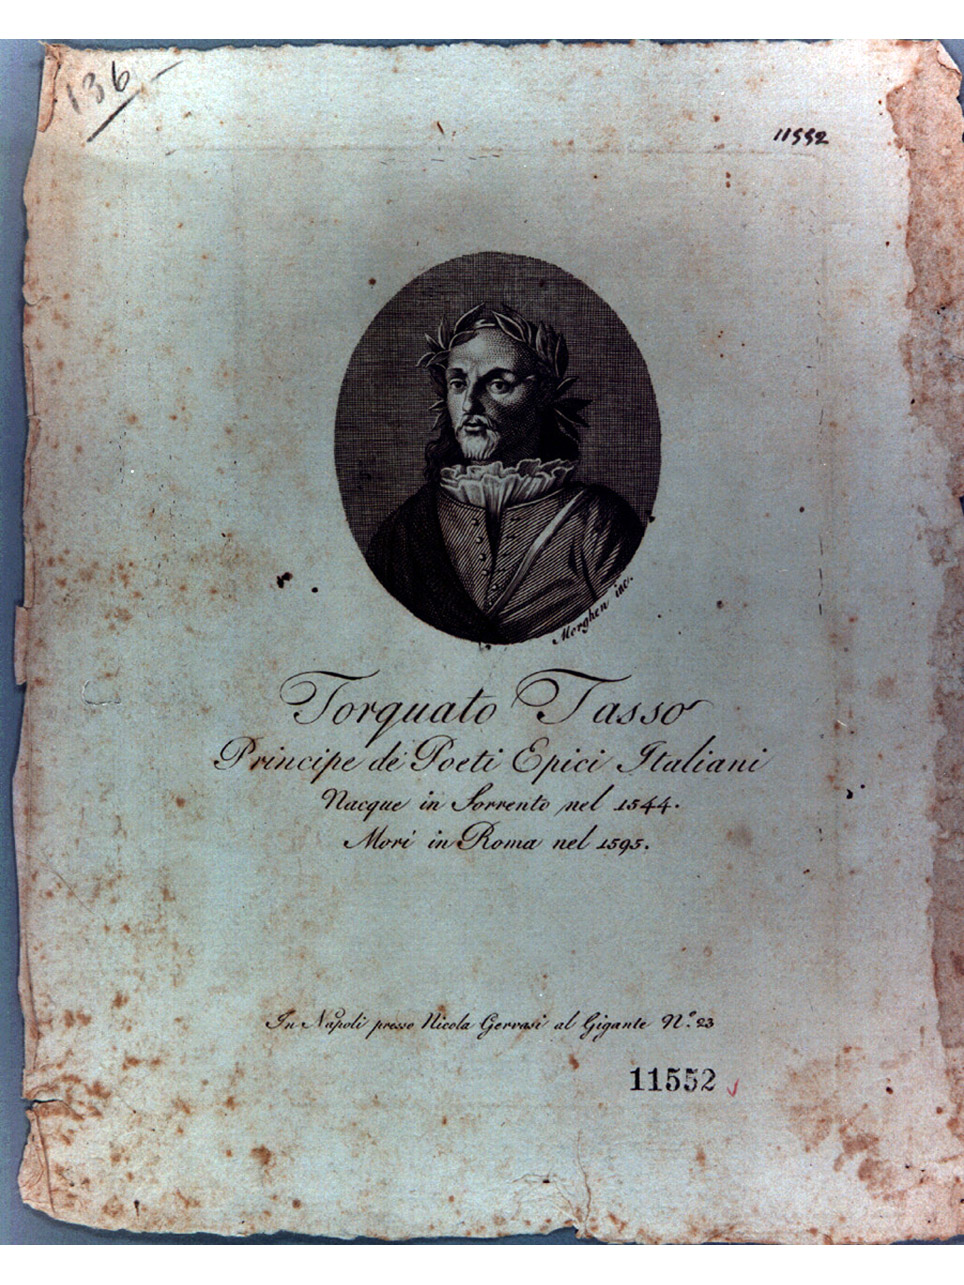 136
11552
Morghen inc.
Torquato Tasso
Principe de' Poeti Epici Italiani
Nacque in Sorrento nel 1544.
Morì in Roma nel 1595.
In Napoli presso Nicola Gervasi al Gigante N.º 23
11552